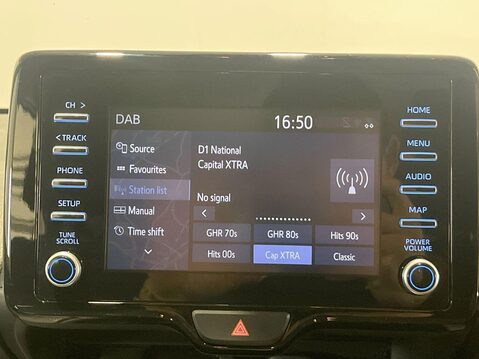 CH >
< TRACK
PHONE
SETUP
TUNE
SCROLL
DAB
16:50
Source
Favourites
Station list
Manual
Time shift
D1 National
Capital XTRA
No signal
GHR 70s
GHR 80s
Hits 90s
Hits 00s
Cap XTRA
Classic
HOME
MENU
AUDIO
MAP
POWER
VOLUME